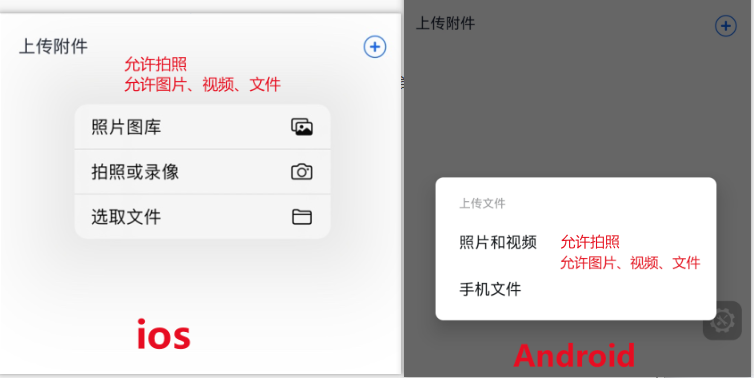 上传附件
允许拍照
允许图片、视频、文件
照片图库
拍照或录像
选取文件
ios
上传附件
上传文件
照片和视频
允许拍照
允许图片、视频、文件
手机文件
Android